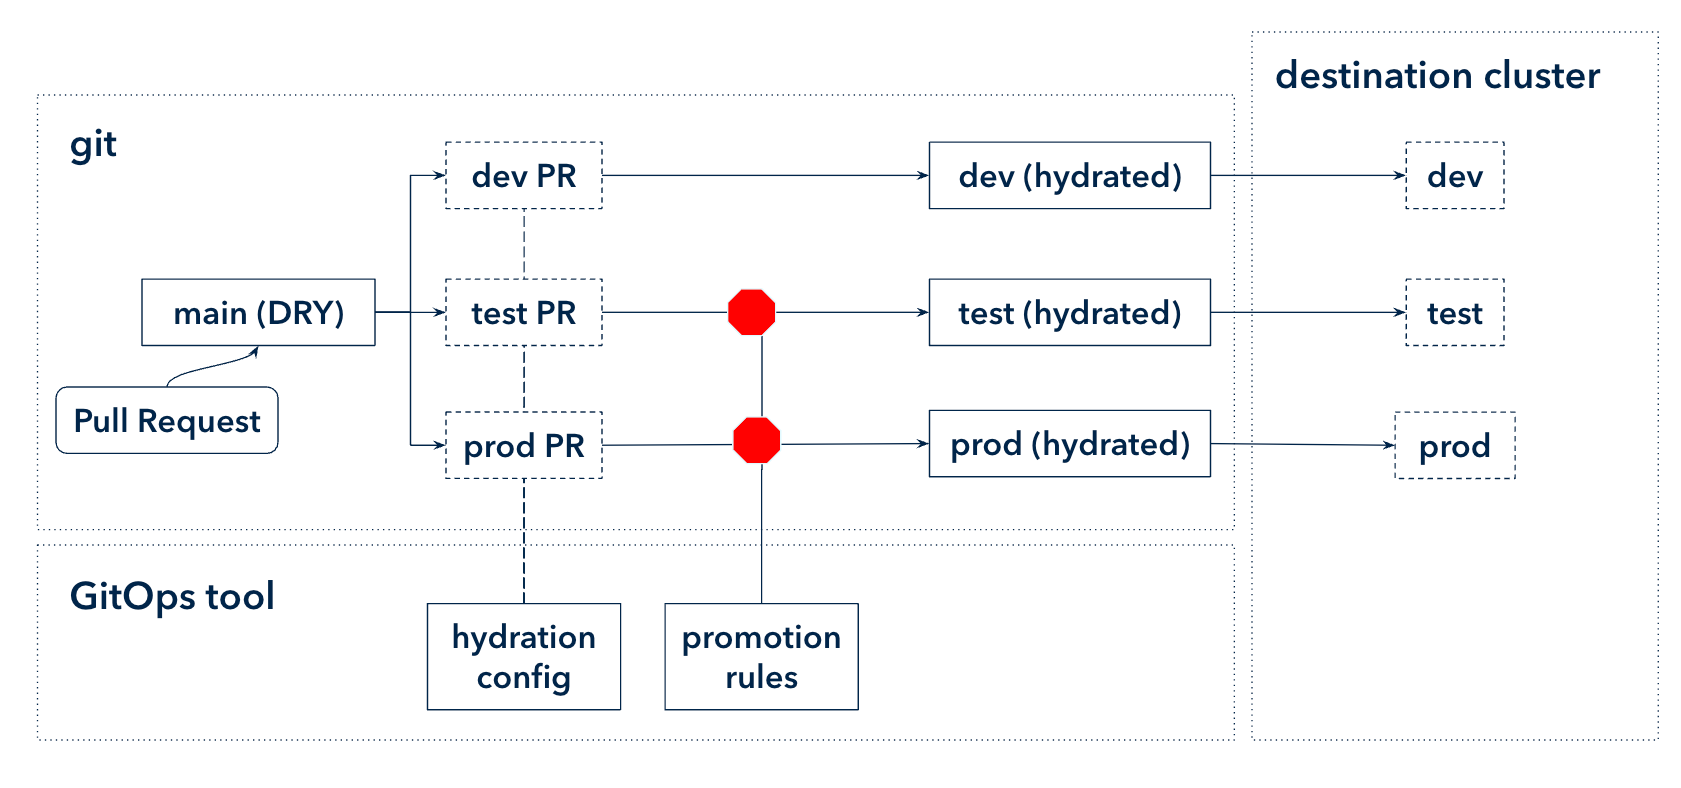 destination cluster
git
dev PR
dev (hydrated)
dev
main (DRY)
test PR
test (hydrated)
test
Pull Request
prod PR
prod (hydrated)
prod
GitOps tool
hydration
config
promotion
rules